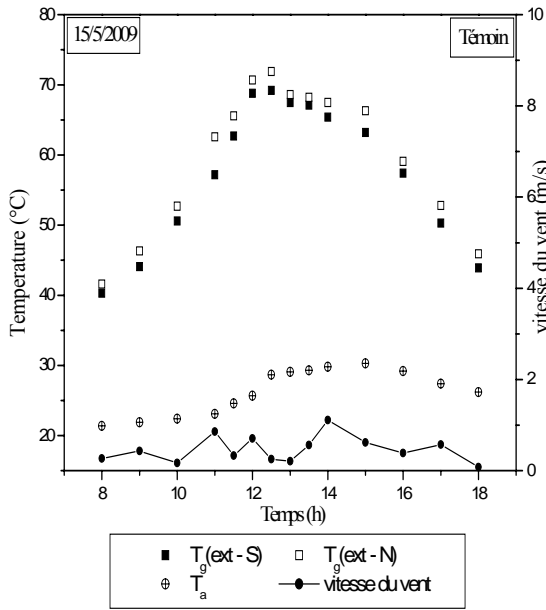 80
70
60
50
40
30
20
Temperature (°C)
15/5/2009
Témoin
10
8
6
4
2
0
vitesse du vent (m/s)
8 10 12 14 16 18
Temps (h)
Tg(ext - S) Tg(ext - N)
Ta vitesse du vent